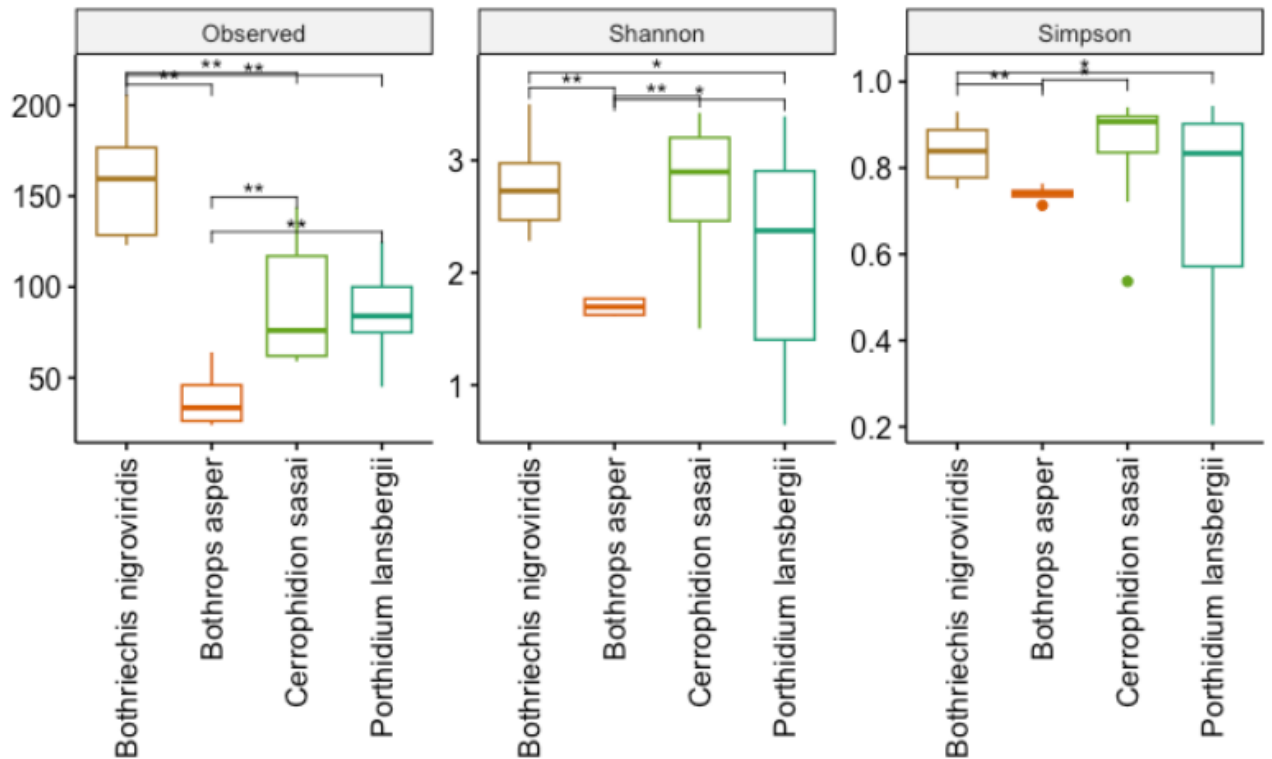 Observed
Shannon
Simpson
** ** **
** **
200
150
100
50
Bothriechis nigroviridis
Bothrops asper
Cerrophidion sasai
Porthidium lansbergii
* ** ** *
3
2
1
Bothriechis nigroviridis
Bothrops asper
Cerrophidion sasai
Porthidium lansbergii
* ** *
1.0
0.8
0.6
0.4
0.2
Bothriechis nigroviridis
Bothrops asper
Cerrophidion sasai
Porthidium lansbergii